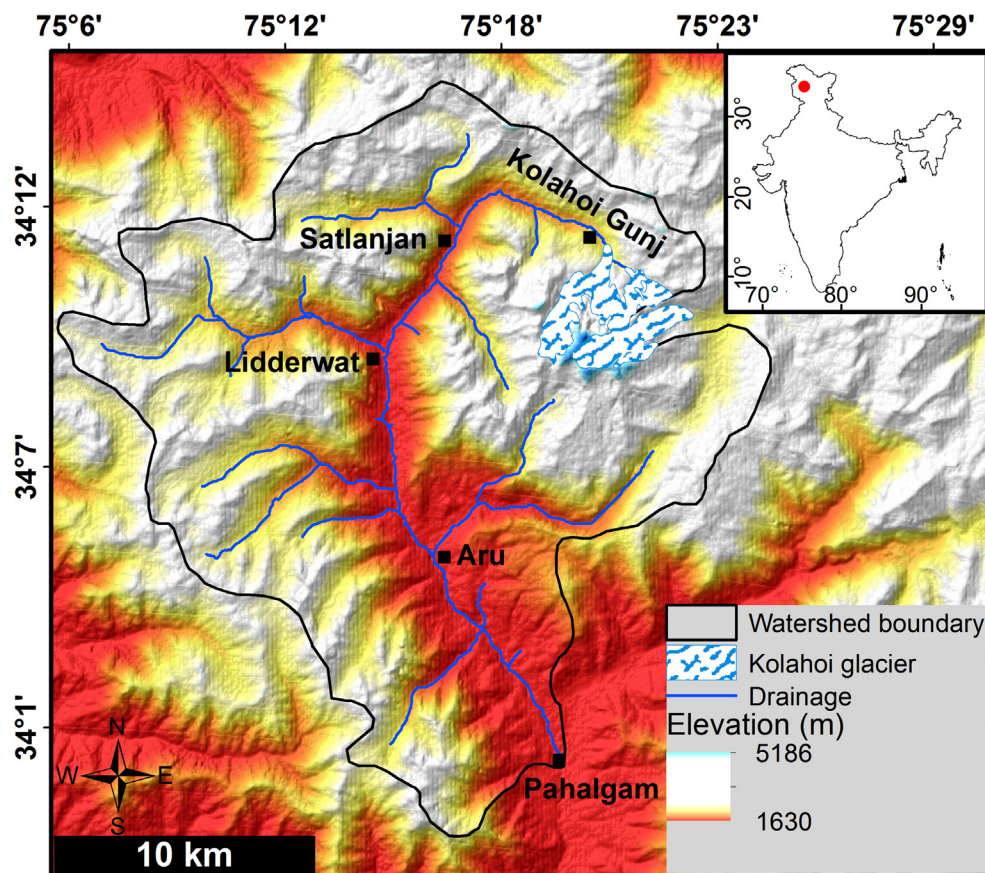 75°6' 75°12' 75°18' 75°23' 75°29'
34°12'
34°7'
34°1'
30°
20°
10°
70° 80° 90°
Kolahoi Gunj
Satlanjan
Lidderwat
Aru
Pahalgam
N
W E
S
10 km
Watershed boundary
Kolahoi glacier
Drainage
Elevation (m)
5186
1630